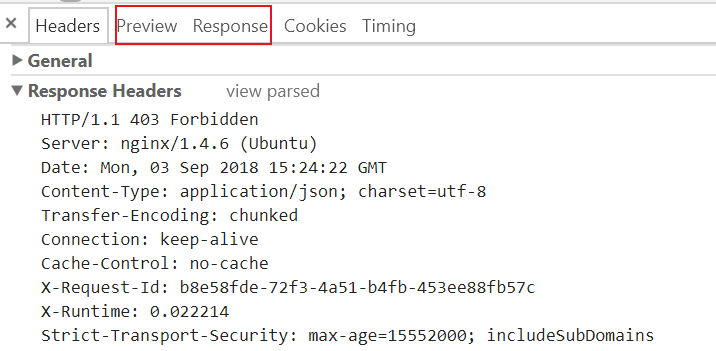 × Headers Preview Response Cookies Timing
▶ General
▼ Response Headers view parsed
HTTP/1.1 403 Forbidden
Server: nginx/1.4.6 (Ubuntu)
Date: Mon, 03 Sep 2018 15:24:22 GMT
Content-Type: application/json; charset=utf-8
Transfer-Encoding: chunked
Connection: keep-alive
Cache-Control: no-cache
X-Request-Id: b8e58fde-72f3-4a51-b4fb-453ee88fb57c
X-Runtime: 0.022214
Strict-Transport-Security: max-age=15552000; includeSubDomains